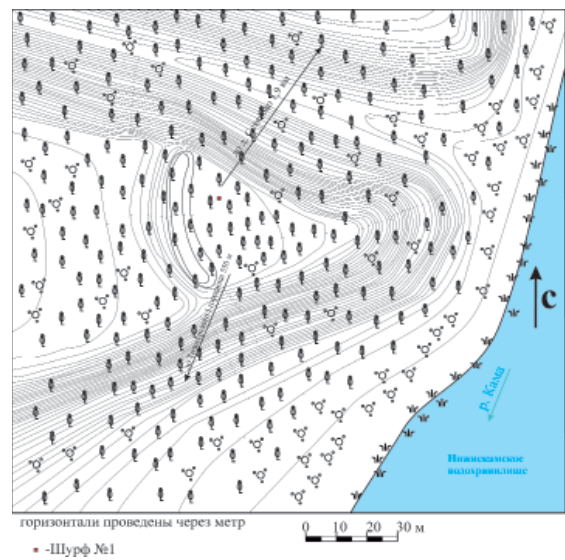 С
р. Кама
Нижнекамское
водохранилище
горизонтали проведены через метр
0 10 20 30 м
-Шурф №1